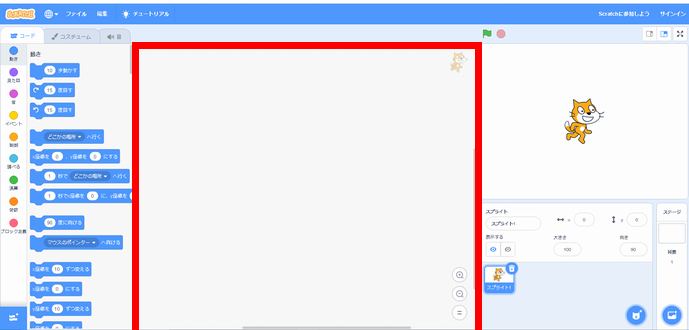 SCRATCH
ファイル 編集 チュートリアル Scratchに参加しよう サインイン
コード コスチューム 音
動き
見た目
音
イベント
制御
調べる
演算
変数
ブロック定義
動き
10 歩動かす
15 度回す
15 度回す
どこかの場所 へ行く
x座標を 0 、y座標を 0 にする
1 秒で どこかの場所 へ行く
1 秒でx座標を 0 に、y座標を
90 度に向ける
マウスのポインター へ向ける
x座標を 10 ずつ変える
x座標を 0 にする
y座標を 10 ずつ変える
スプライト
スプライト1 x 0 y 0
表示する 大きさ 100 向き 90
スプライト1
ステージ
背景
1